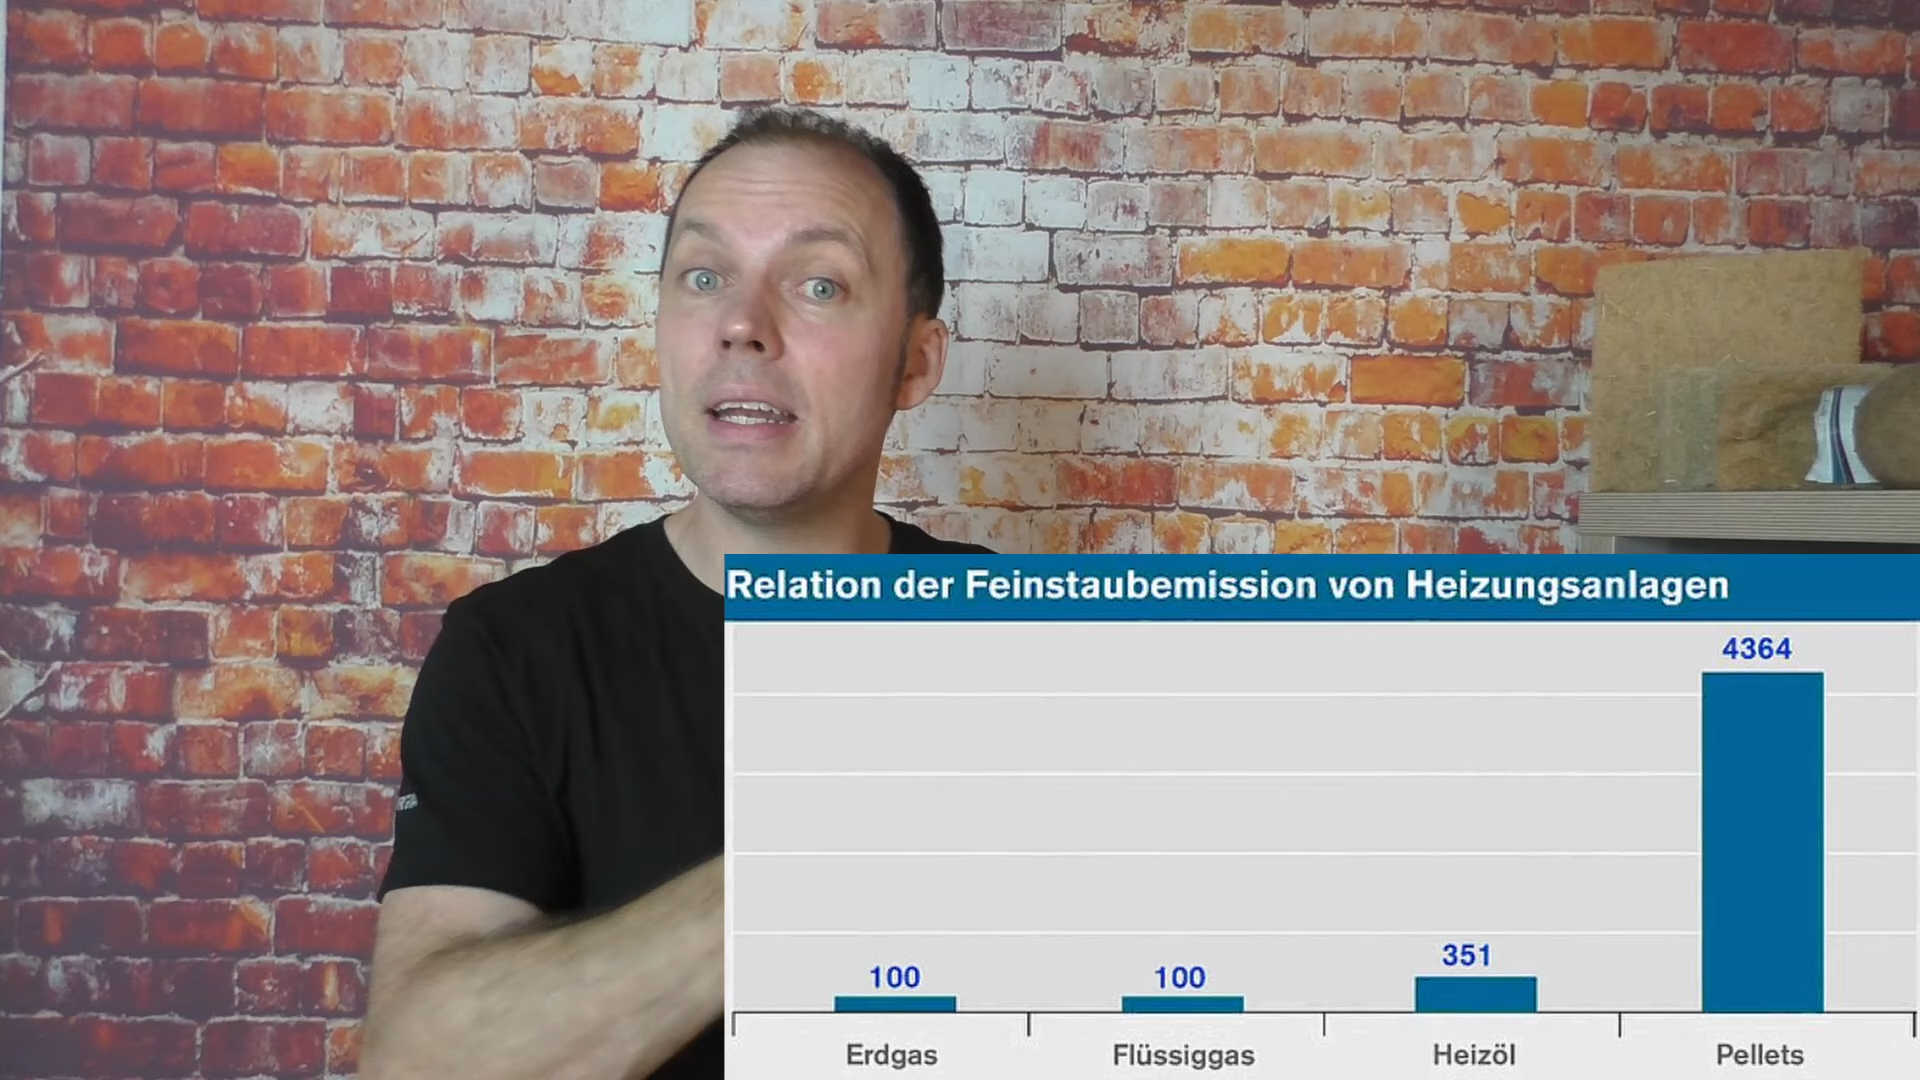 Relation der Feinstaubemission von Heizungsanlagen
4364
351
100
100
Erdgas
Flüssiggas
Heizöl
Pellets